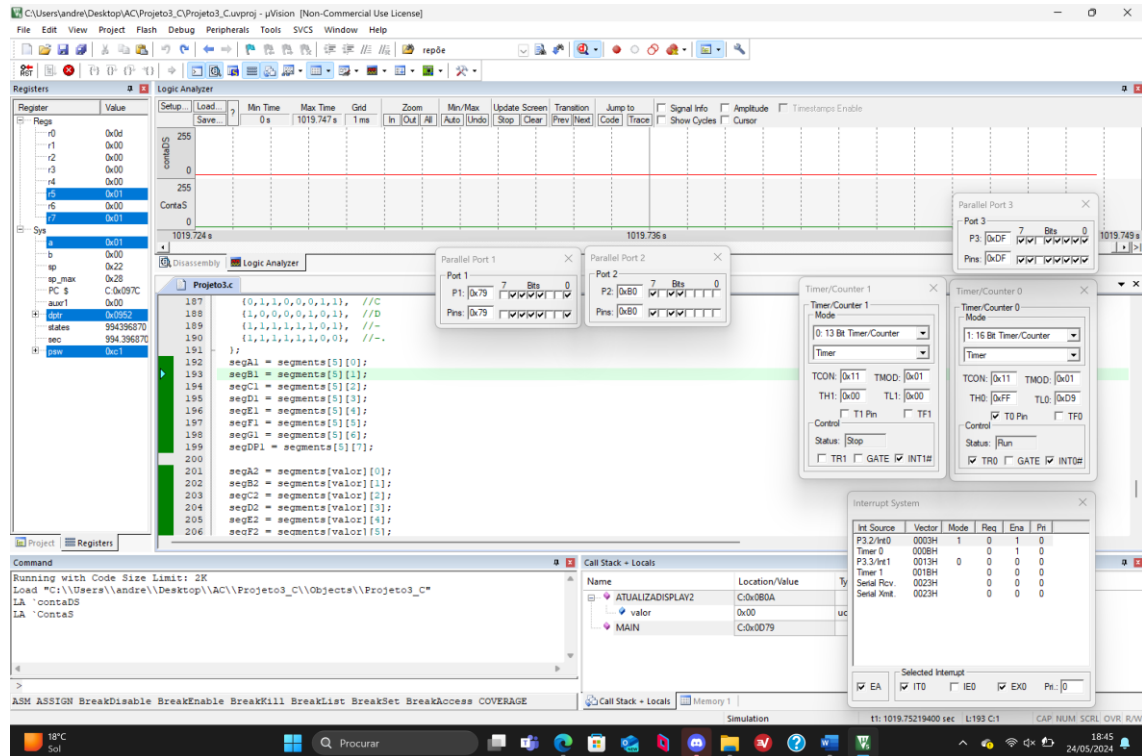 C:\Users\andre\Desktop\AC\Projeto3_C\Projeto3_C.uvproj - µVision [Non-Commercial Use License]
File Edit View Project Flash Debug Peripherals Tools SVCS Window Help
repõe
Registers
Register Value
Regs
r0 0x0d
r1 0x00
r2 0x00
r3 0x00
r4 0x00
r5 0x01
r6 0x00
r7 0x01
Sys
a 0x01
b 0x00
sp 0x22
sp_max 0x28
PC $ C:0x097C
auxr1 0x00
dptr 0x0952
states 994396870
sec 994.396870
psw 0xc1
Project Registers
Logic Analyzer
Setup... Load... Save... ? Min Time Max Time Grid Zoom Min/Max Update Screen Transition Jump to Signal Info Amplitude Timestamps Enable
0 s 1019.747 s 1 ms In Out All Auto Undo Stop Clear Prev Next Code Trace Show Cycles Cursor
contaDS
255
0
ContaS
255
0
1019.724 s 1019.736 s 1019.749 s
Disassembly Logic Analyzer
Projeto3.c
187 {0,1,1,0,0,0,1,1}, //C
188 {1,0,0,0,0,1,0,1}, //D
189 {1,1,1,1,1,1,0,1}, //-
190 {1,1,1,1,1,1,0,0}, //-.
191 };
192 segA1 = segments[5][0];
193 segB1 = segments[5][1];
194 segC1 = segments[5][2];
195 segD1 = segments[5][3];
196 segE1 = segments[5][4];
197 segF1 = segments[5][5];
198 segG1 = segments[5][6];
199 segDP1 = segments[5][7];
200
201 segA2 = segments[valor][0];
202 segB2 = segments[valor][1];
203 segC2 = segments[valor][2];
204 segD2 = segments[valor][3];
205 segE2 = segments[valor][4];
206 segF2 = segments[valor][5];
Parallel Port 1
Port 1
P1: 0x79 7 Bits 0
Pins: 0x79
Parallel Port 2
Port 2
P2: 0xB0 7 Bits 0
Pins: 0xB0
Parallel Port 3
Port 3
P3: 0xDF 7 Bits 0
Pins: 0xDF
Timer/Counter 1
Timer/Counter 1
Mode
0: 13 Bit Timer/Counter
Timer
TCON: 0x11 TMOD: 0x01
TH1: 0x00 TL1: 0x00
T1 Pin TF1
Control
Status: Stop
TR1 GATE INT1#
Timer/Counter 0
Timer/Counter 0
Mode
1: 16 Bit Timer/Counter
Timer
TCON: 0x11 TMOD: 0x01
TH0: 0xFF TL0: 0xD9
T0 Pin TF0
Control
Status: Run
TR0 GATE INT0#
Interrupt System
Int Source Vector Mode Req Ena Pri
P3.2/Int0 0003H 1 0 1 0
Timer 0 000BH 0 1 0
P3.3/Int1 0013H 0 0 0 0
Timer 1 001BH 0 0 0
Serial Rcv. 0023H 0 0 0
Serial Xmit. 0023H 0 0 0
Selected Interrupt
EA IT0 IE0 EX0 Pri.: 0
Command
Running with Code Size Limit: 2K
Load "C:\\Users\\andre\\Desktop\\AC\\Projeto3_C\\Objects\\Projeto3_C"
LA `contaDS
LA `ContaS
>
ASM ASSIGN BreakDisable BreakEnable BreakKill BreakList BreakSet BreakAccess COVERAGE
Call Stack + Locals
Name Location/Value
ATUALIZADISPLAY2 C:0x0B0A
valor 0x00 uc
MAIN C:0x0D79
Call Stack + Locals Memory 1
Simulation t1: 1019.75219400 sec L:193 C:1 CAP NUM SCRL OVR R/W
18°C
Sol
Procurar
18:45
24/05/2024